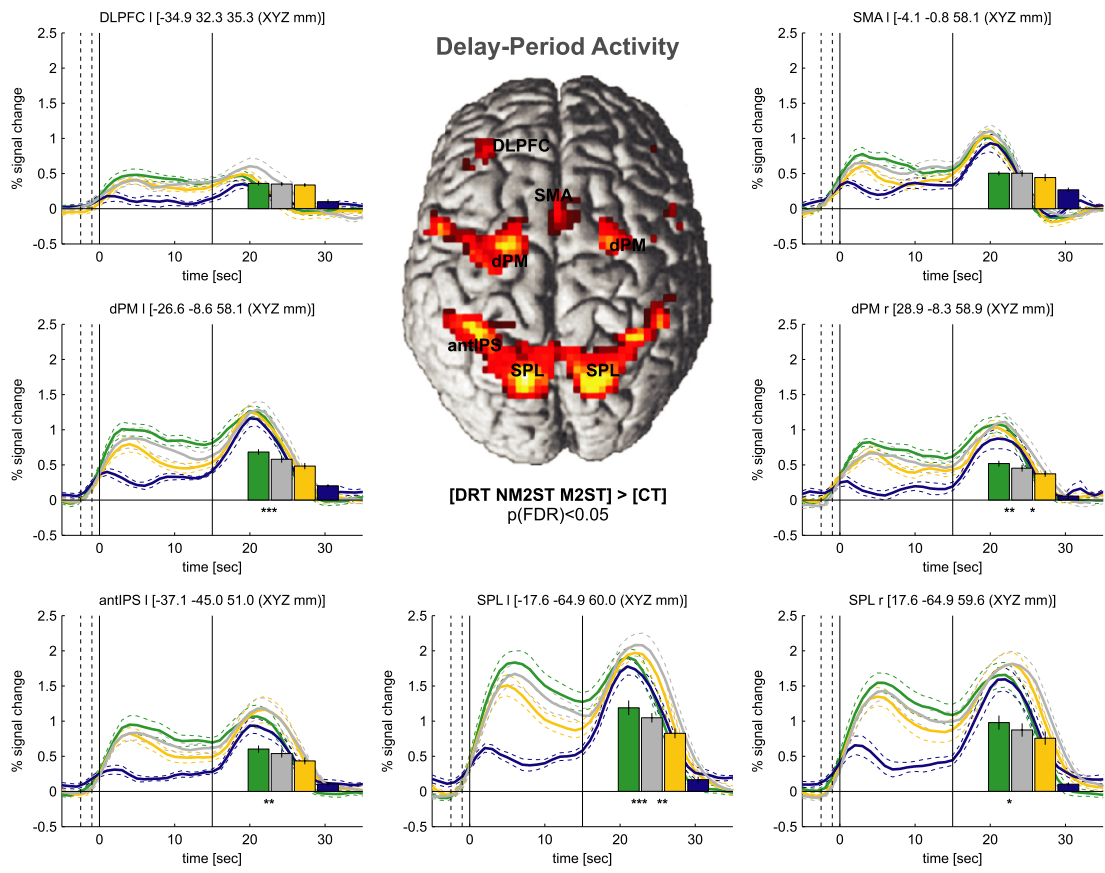 DLPFC l [-34.9 32.3 35.3 (XYZ mm)]
2.5
2
1.5
1
0.5
0
-0.5
% signal change
0 10 20 30
time [sec]
Delay-Period Activity
DLPFC
SMA
dPM
dPM
antIPS
SPL
SPL
[DRT NM2ST M2ST] > [CT]
p(FDR)<0.05
SMA l [-4.1 -0.8 58.1 (XYZ mm)]
2.5
2
1.5
1
0.5
0
-0.5
% signal change
0 10 20 30
time [sec]
dPM l [-26.6 -8.6 58.1 (XYZ mm)]
2.5
2
1.5
1
0.5
0
-0.5
% signal change
***
0 10 20 30
time [sec]
dPM r [28.9 -8.3 58.9 (XYZ mm)]
2.5
2
1.5
1
0.5
0
-0.5
% signal change
** *
0 10 20 30
time [sec]
antIPS l [-37.1 -45.0 51.0 (XYZ mm)]
2.5
2
1.5
1
0.5
0
-0.5
% signal change
**
0 10 20 30
time [sec]
SPL l [-17.6 -64.9 60.0 (XYZ mm)]
2.5
2
1.5
1
0.5
0
-0.5
% signal change
*** **
0 10 20 30
time [sec]
SPL r [17.6 -64.9 59.6 (XYZ mm)]
2.5
2
1.5
1
0.5
0
-0.5
% signal change
*
0 10 20 30
time [sec]